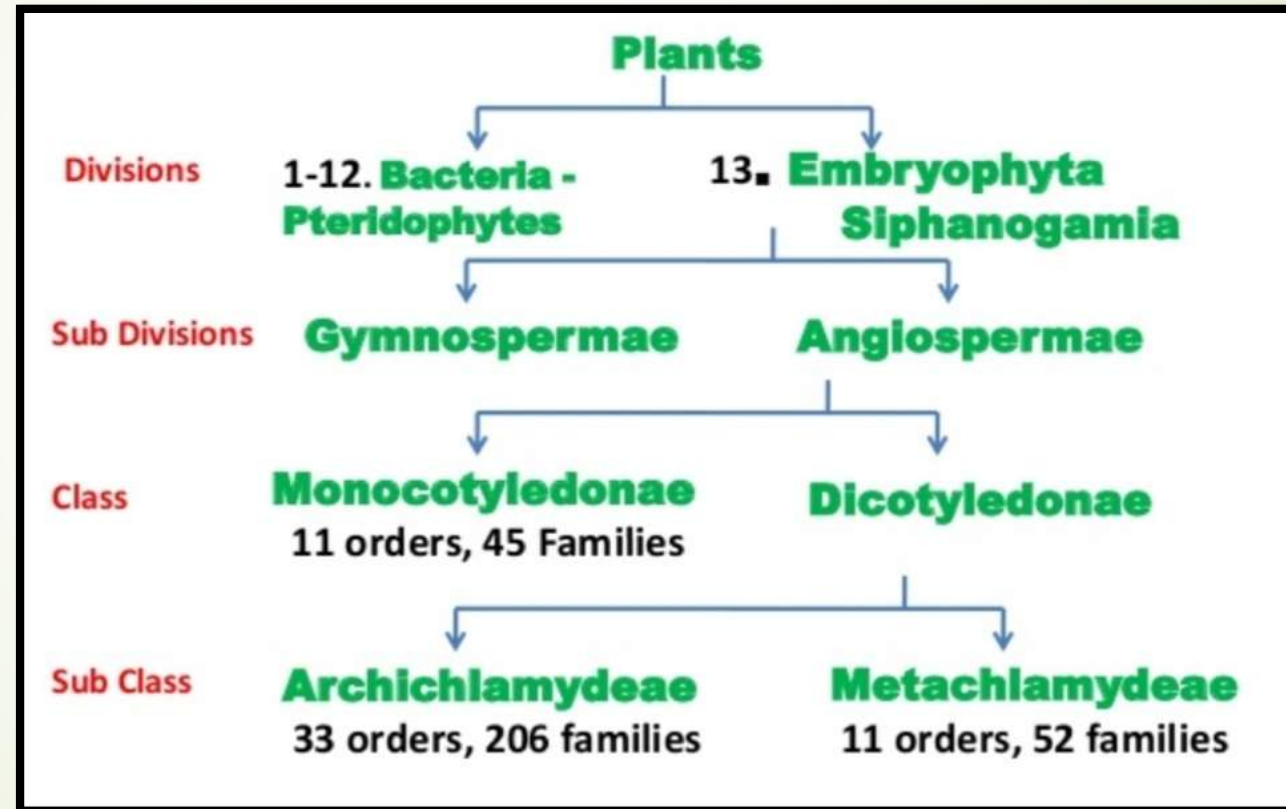 Plants
Divisions
1-12. Bacteria -
Pteridophytes
13. Embryophyta
Siphanogamia
Sub Divisions
Gymnospermae
Angiospermae
Class
Monocotyledonae
11 orders, 45 Families
Dicotyledonae
Sub Class
Archichlamydeae
33 orders, 206 families
Metachlamydeae
11 orders, 52 families